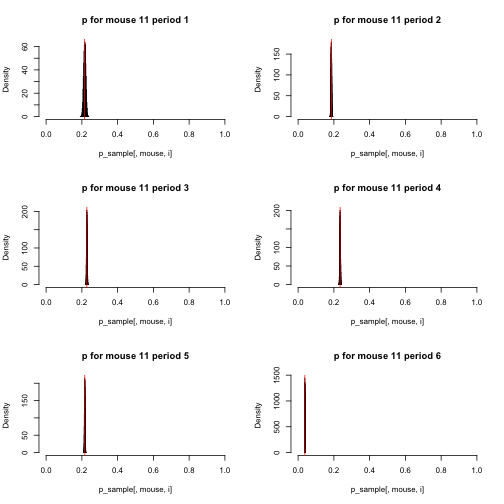 p for mouse 11 period 1
Density
0 20 40 60
0.0 0.2 0.4 0.6 0.8 1.0
p_sample[, mouse, i]
p for mouse 11 period 2
Density
0 50 100 150
0.0 0.2 0.4 0.6 0.8 1.0
p_sample[, mouse, i]
p for mouse 11 period 3
Density
0 50 100 200
0.0 0.2 0.4 0.6 0.8 1.0
p_sample[, mouse, i]
p for mouse 11 period 4
Density
0 50 100 200
0.0 0.2 0.4 0.6 0.8 1.0
p_sample[, mouse, i]
p for mouse 11 period 5
Density
0 50 150
0.0 0.2 0.4 0.6 0.8 1.0
p_sample[, mouse, i]
p for mouse 11 period 6
Density
0 500 1000 1500
0.0 0.2 0.4 0.6 0.8 1.0
p_sample[, mouse, i]